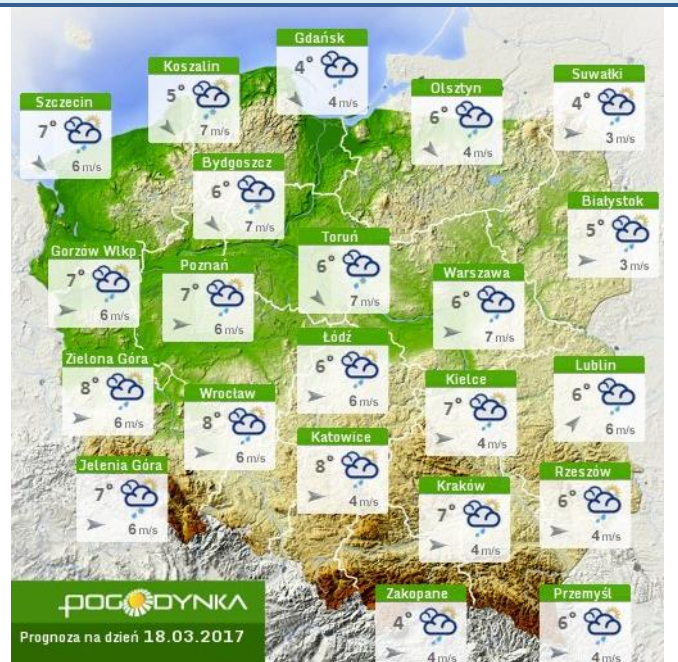 Gdańsk
4°
4 m/s
Koszalin
5°
7 m/s
Suwałki
4°
3 m/s
Olsztyn
6°
4 m/s
Szczecin
7°
6 m/s
Bydgoszcz
6°
7 m/s
Białystok
5°
3 m/s
Toruń
6°
7 m/s
Gorzów Wlkp.
7°
6 m/s
Poznań
7°
6 m/s
Warszawa
6°
7 m/s
Łódź
6°
6 m/s
Zielona Góra
8°
6 m/s
Lublin
6°
6 m/s
Kielce
7°
4 m/s
Wrocław
8°
6 m/s
Katowice
8°
4 m/s
Jelenia Góra
7°
6 m/s
Rzeszów
6°
4 m/s
Kraków
7°
4 m/s
Zakopane
4°
4 m/s
Przemyśl
6°
4 m/s
POGODYNKA
Prognoza na dzień 18.03.2017